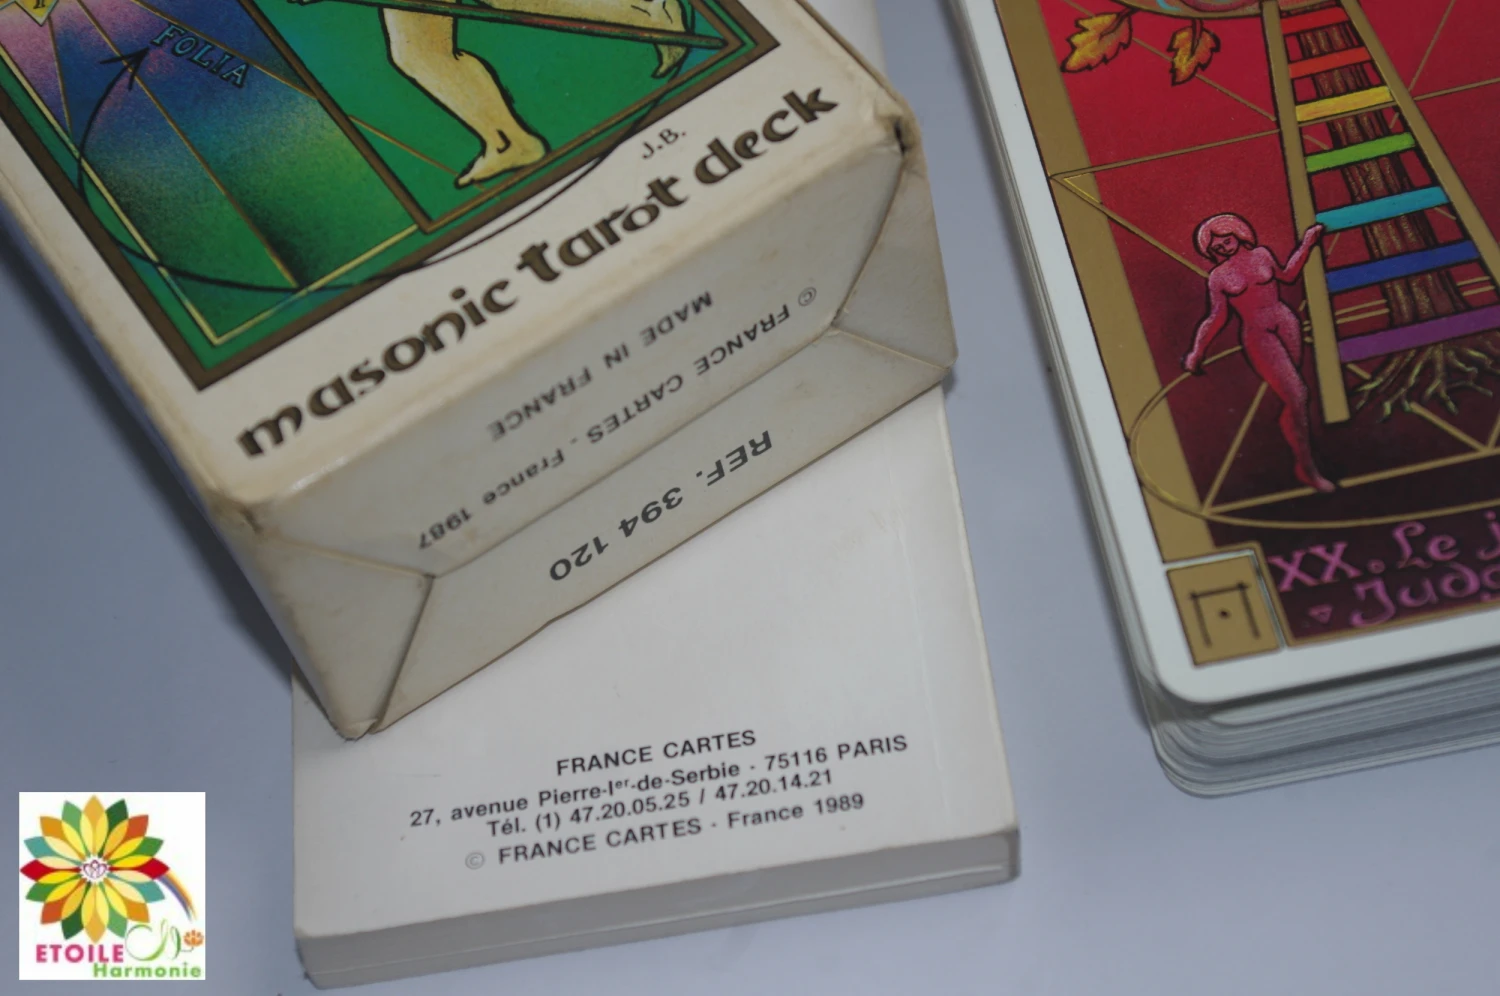 FOLIA
J.B.
masonic tarot deck
MADE IN FRANCE
© FRANCE CARTES - France 1987
REF. 394 120
FRANCE CARTES
27, avenue Pierre-Ier-de-Serbie - 75116 PARIS
Tél. (1) 47.20.05.25 / 47.20.14.21
© FRANCE CARTES - France 1989
XX. Le
ETOILE
Harmonie